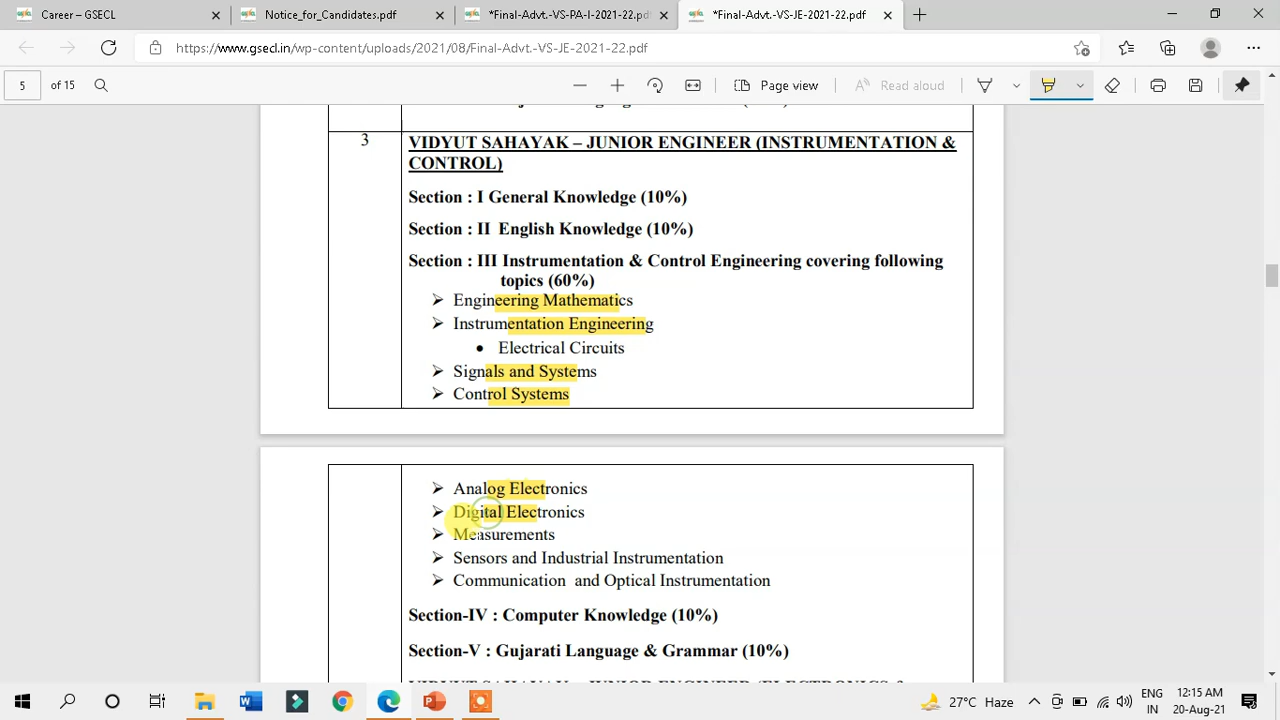 Career – GSECL
Notice_for_Candidates.pdf
*Final-Advt.-VS-PA-I-2021-22.pdf
*Final-Advt.-VS-JE-2021-22.pdf
https://www.gsecl.in/wp-content/uploads/2021/08/Final-Advt.-VS-JE-2021-22.pdf
5 of 15
Page view
Read aloud
3
VIDYUT SAHAYAK – JUNIOR ENGINEER (INSTRUMENTATION &
CONTROL)
Section : I General Knowledge (10%)
Section : II English Knowledge (10%)
Section : III Instrumentation & Control Engineering covering following
topics (60%)
➢ Engineering Mathematics
➢ Instrumentation Engineering
• Electrical Circuits
➢ Signals and Systems
➢ Control Systems
➢ Analog Electronics
➢ Digital Electronics
➢ Measurements
➢ Sensors and Industrial Instrumentation
➢ Communication and Optical Instrumentation
Section-IV : Computer Knowledge (10%)
Section-V : Gujarati Language & Grammar (10%)
VIDYUT SAHAYAK – JUNIOR ENGINEER (ELECTRONICS &
27°C Haze
ENG
IN
20-Aug-21